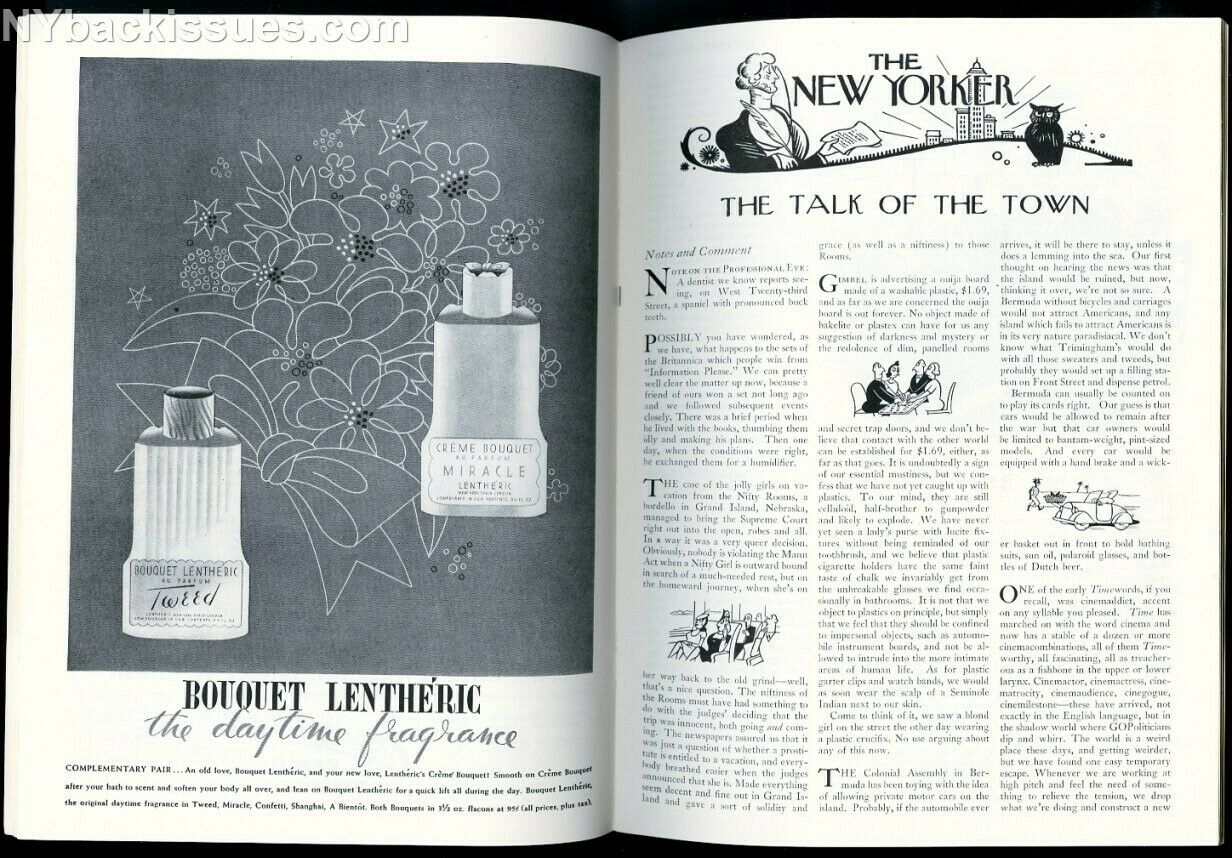 NYbackissues.com
CRÈME BOUQUET
AU PARFUM
MIRACLE
LENTHÉRIC
BOUQUET LENTHÉRIC
AU PARFUM
Tweed
BOUQUET LENTHÉRIC
the daytime fragrance
COMPLEMENTARY PAIR... An old love, Bouquet Lenthéric, and your new love, Lenthéric's Crème Bouquet! Smooth on Crème Bouquet
after your bath to scent and soften your body all over, and lean on Bouquet Lenthéric for a quick lift all during the day. Bouquet Lenthéric,
the original daytime fragrance in Tweed, Miracle, Confetti, Shanghai, A Bientôt. Both Bouquets in 3½ oz. flacons at 95¢ (all prices, plus tax).
THE
NEW YORKER
THE TALK OF THE TOWN
Notes and Comment
NOTE ON THE PROFESSIONAL EYE:
A dentist we know reports see-
ing, on West Twenty-third
Street, a spaniel with pronounced buck
teeth.
POSSIBLY you have wondered, as
we have, what happens to the sets of
the Britannica which people win from
"Information Please." We can pretty
well clear the matter up now, because a
friend of ours won a set not long ago
and we followed subsequent events
closely. There was a brief period when
he lived with the books, thumbing them
idly and making his plans. Then one
day, when the conditions were right,
he exchanged them for a humidifier.
THE case of the jolly girls on va-
cation from the Nifty Rooms, a
bordello in Grand Island, Nebraska,
managed to bring the Supreme Court
right out into the open, robes and all.
In a way it was a very queer decision.
Obviously, nobody is violating the Mann
Act when a Nifty Girl is outward bound
in search of a much-needed rest, but on
the homeward journey, when she's on
her way back to the old grind—well,
that's a nice question. The niftiness of
the Rooms must have had something to
do with the judges' deciding that the
trip was innocent, both going and com-
ing. The newspapers assured us that it
was just a question of whether a prosti-
tute is entitled to a vacation, and every-
body breathed easier when the judges
announced that she is. Made everything
seem decent and fine out in Grand Is-
land and gave a sort of solidity and
grace (as well as a niftiness) to those
Rooms.
GIMBEL is advertising a ouija board
made of a washable plastic, $1.69,
and as far as we are concerned the ouija
board is out forever. No object made of
bakelite or plastex can have for us any
suggestion of darkness and mystery or
the redolence of dim, panelled rooms
and secret trap doors, and we don't be-
lieve that contact with the other world
can be established for $1.69, either, as
far as that goes. It is undoubtedly a sign
of our essential mustiness, but we con-
fess that we have not yet caught up with
plastics. To our mind, they are still
celluloid, half-brother to gunpowder
and likely to explode. We have never
yet seen a lady's purse with lucite fix-
tures without being reminded of our
toothbrush, and we believe that plastic
cigarette holders have the same faint
taste of chalk we invariably get from
the unbreakable glasses we find occa-
sionally in bathrooms. It is not that we
object to plastics on principle, but simply
that we feel that they should be confined
to impersonal objects, such as automo-
bile instrument boards, and not be al-
lowed to intrude into the more intimate
areas of human life. As for plastic
garter clips and watch bands, we would
as soon wear the scalp of a Seminole
Indian next to our skin.
Come to think of it, we saw a blond
girl on the street the other day wearing
a plastic crucifix. No use arguing about
any of this now.
THE Colonial Assembly in Ber-
muda has been toying with the idea
of allowing private motor cars on the
island. Probably, if the automobile ever
arrives, it will be there to stay, unless it
does a lemming into the sea. Our first
thought on hearing the news was that
the island would be ruined, but now,
thinking it over, we're not so sure. A
Bermuda without bicycles and carriages
would not attract Americans, and any
island which fails to attract Americans is
in its very nature paradisiacal. We don't
know what Trimingham's would do
with all those sweaters and tweeds, but
probably they would set up a filling sta-
tion on Front Street and dispense petrol.
Bermuda can usually be counted on
to play its cards right. Our guess is that
cars would be allowed to remain after
the war but that car owners would
be limited to bantam-weight, pint-sized
models. And every car would be
equipped with a hand brake and a wick-
er basket out in front to hold bathing
suits, sun oil, polaroid glasses, and bot-
tles of Dutch beer.
ONE of the early Timewords, if you
recall, was cinemaddict, accent
on any syllable you pleased. Time has
marched on with the word cinema and
now has a stable of a dozen or more
cinemacombinations, all of them Time-
worthy, all fascinating, all as treacher-
ous as a fishbone in the upper or lower
larynx. Cinemactor, cinemactress, cine-
matrocity, cinemaudience, cinegogue,
cinemilestone—these have arrived, not
exactly in the English language, but in
the shadow world where GOPoliticians
dip and whirr. The world is a weird
place these days, and getting weirder,
but we have found one easy temporary
escape. Whenever we are working at
high pitch and feel the need of some-
thing to relieve the tension, we drop
what we're doing and construct a new